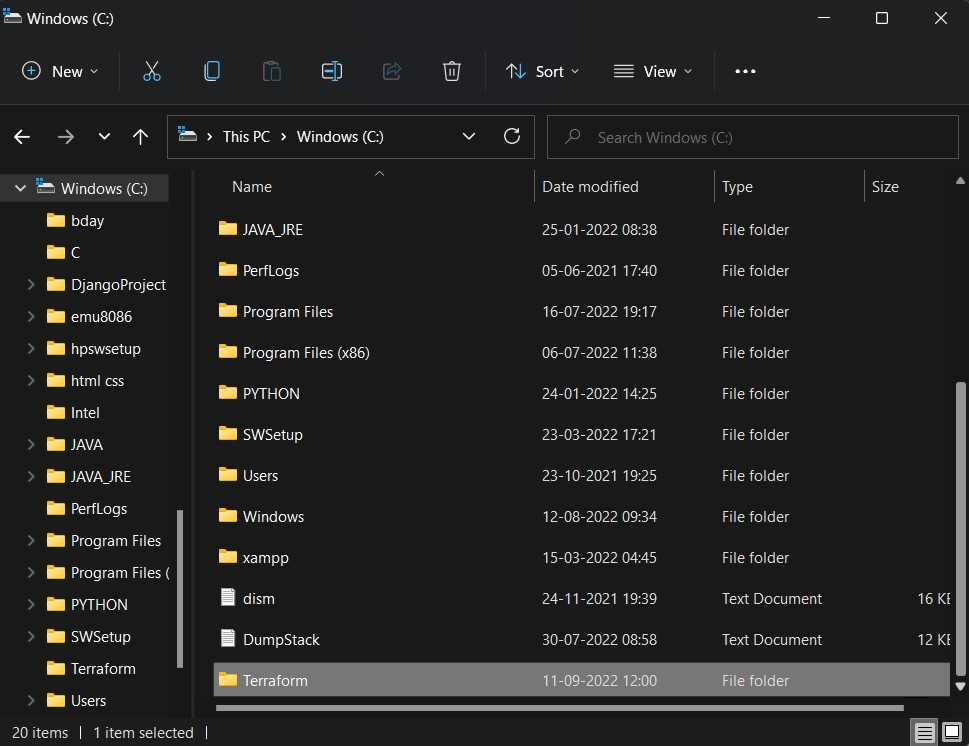 Windows (C:)
New
Sort
View
This PC
Windows (C:)
Search Windows (C:)
Windows (C:)
bday
C
DjangoProject
emu8086
hpswsetup
html css
Intel
JAVA
JAVA_JRE
PerfLogs
Program Files
Program Files (
PYTHON
SWSetup
Terraform
Users
Name Date modified Type Size
JAVA_JRE 25-01-2022 08:38 File folder
PerfLogs 05-06-2021 17:40 File folder
Program Files 16-07-2022 19:17 File folder
Program Files (x86) 06-07-2022 11:38 File folder
PYTHON 24-01-2022 14:25 File folder
SWSetup 23-03-2022 17:21 File folder
Users 23-10-2021 19:25 File folder
Windows 12-08-2022 09:34 File folder
xampp 15-03-2022 04:45 File folder
dism 24-11-2021 19:39 Text Document 16 KB
DumpStack 30-07-2022 08:58 Text Document 12 KB
Terraform 11-09-2022 12:00 File folder
20 items 1 item selected